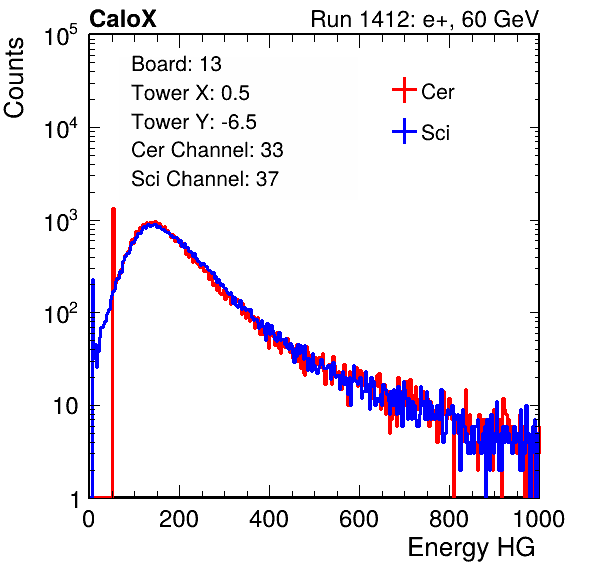 CaloX Run 1412: e+, 60 GeV
Counts
Board: 13
Tower X: 0.5
Tower Y: -6.5
Cer Channel: 33
Sci Channel: 37
Cer
Sci
10^5
10^4
10^3
10^2
10
1
0 200 400 600 800 1000
Energy HG